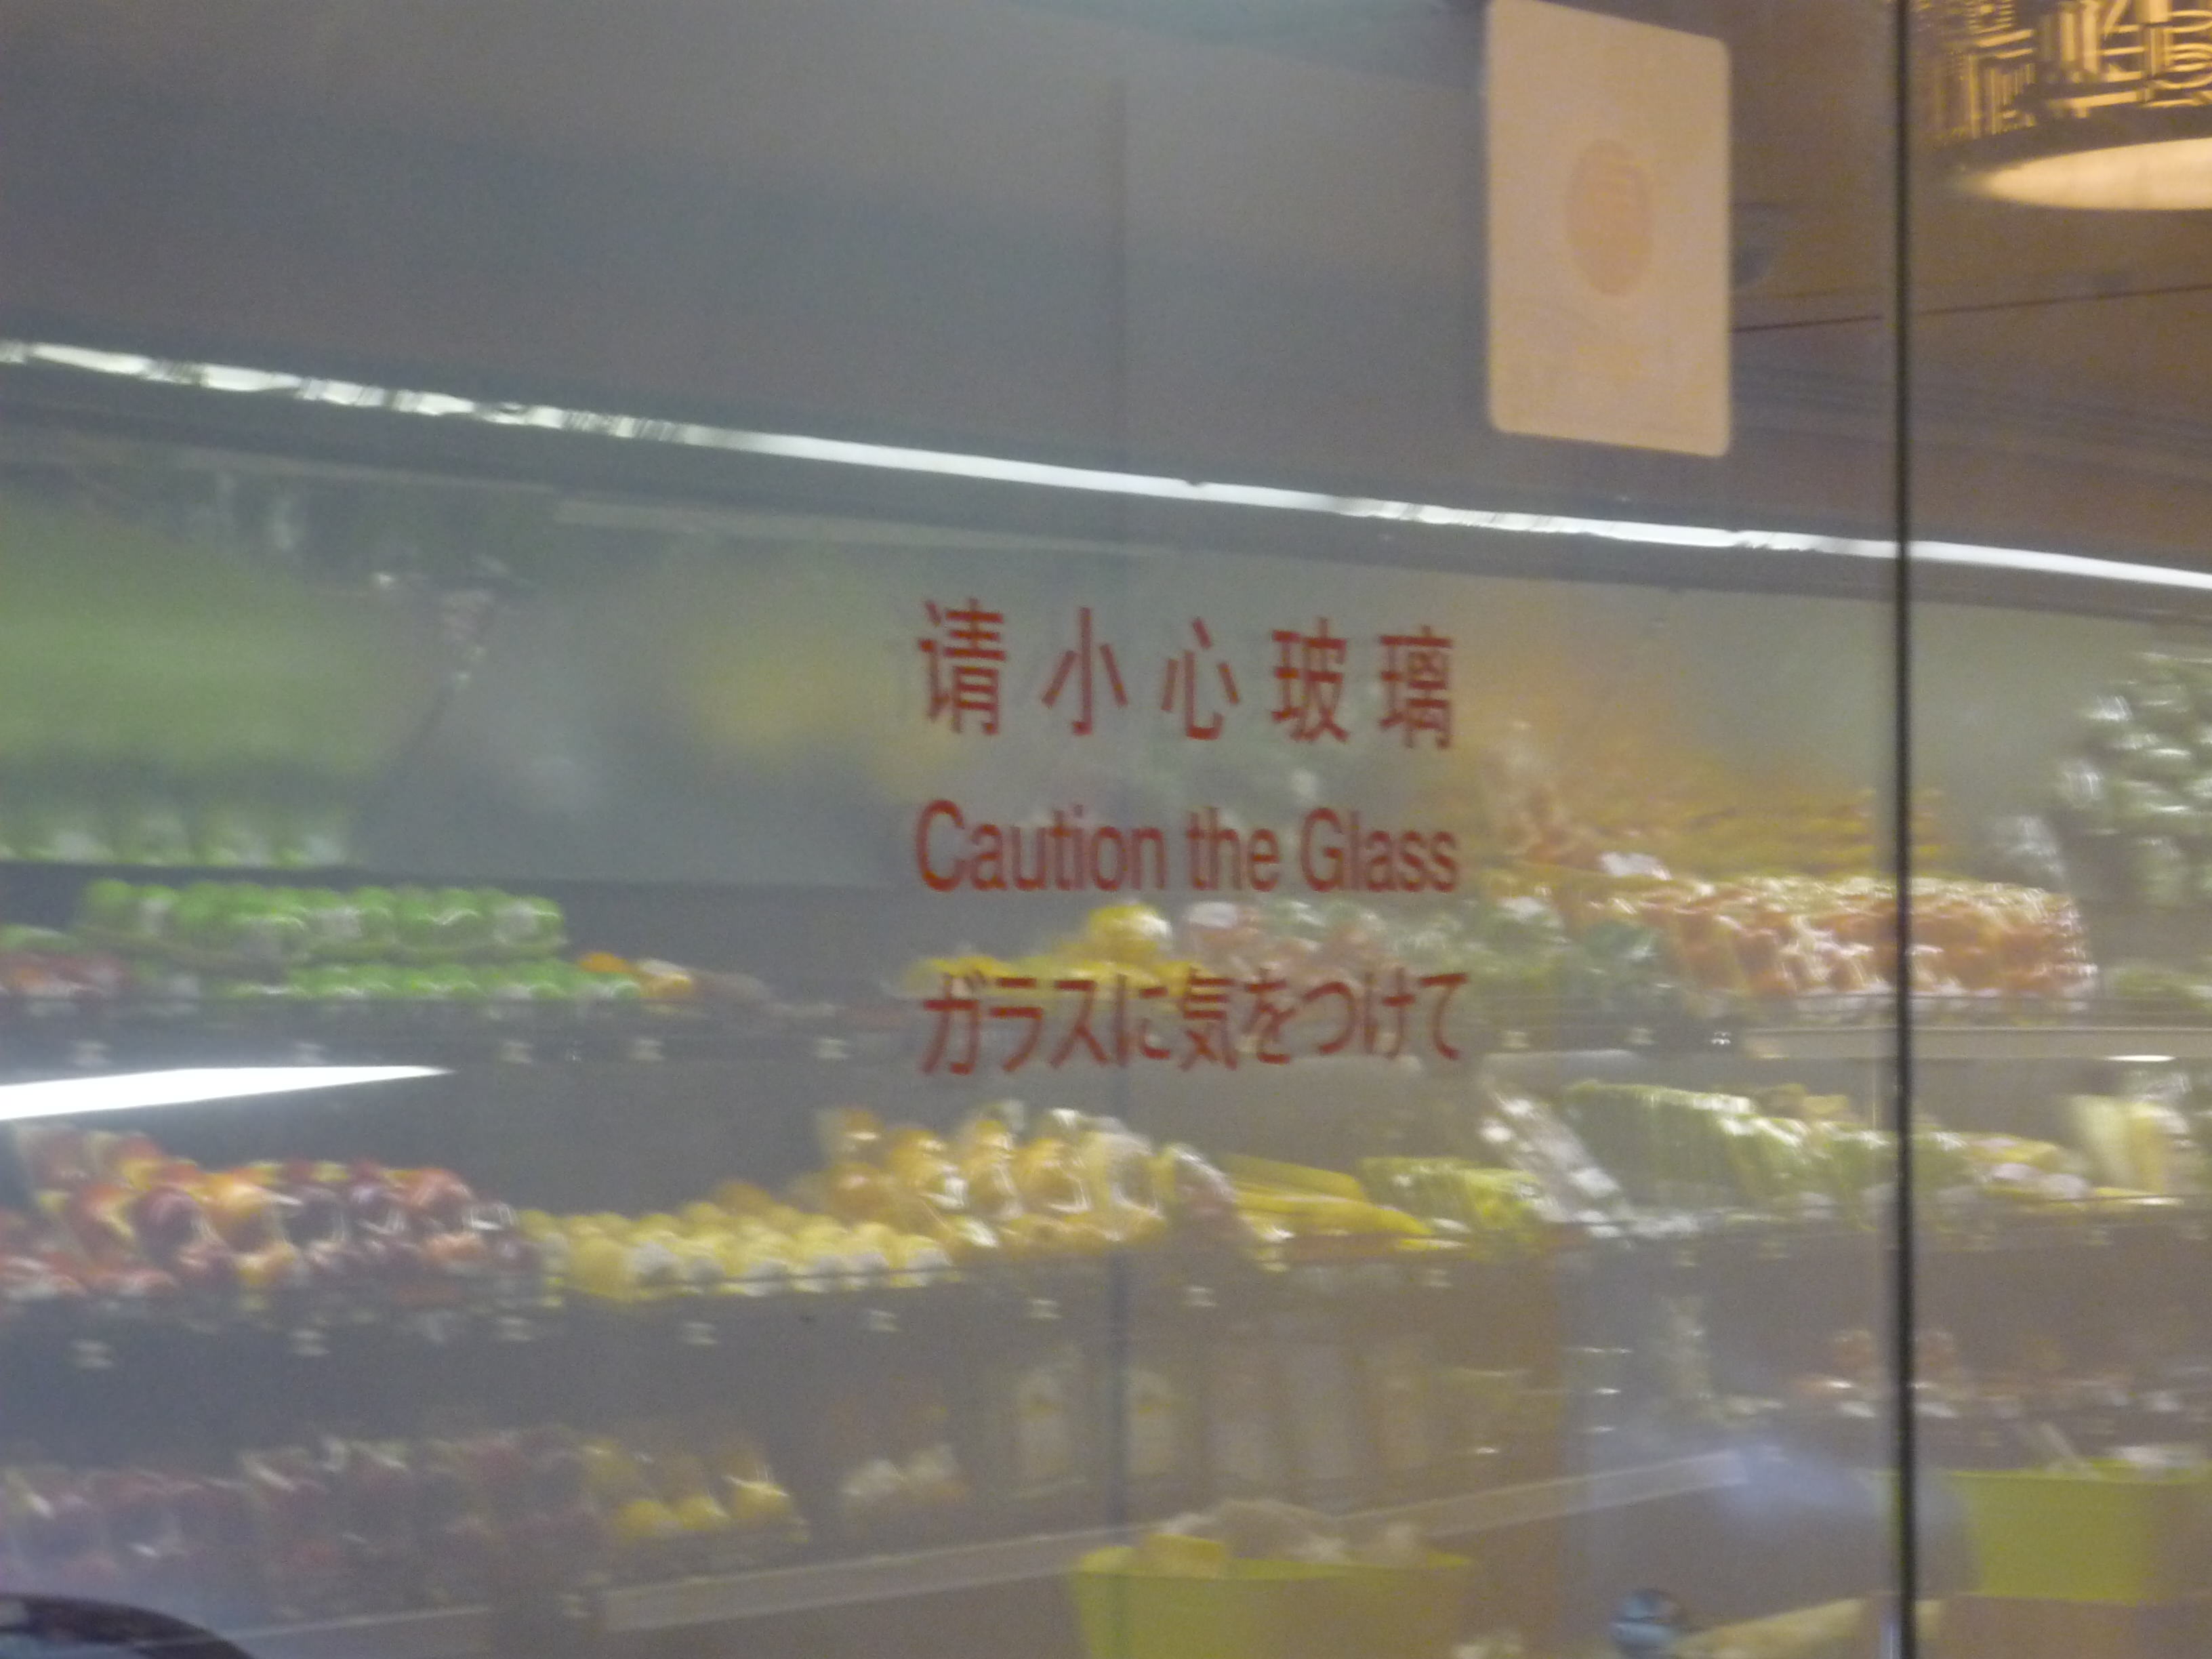 请小心玻璃
Caution the Glass
ガラスに気をつけて